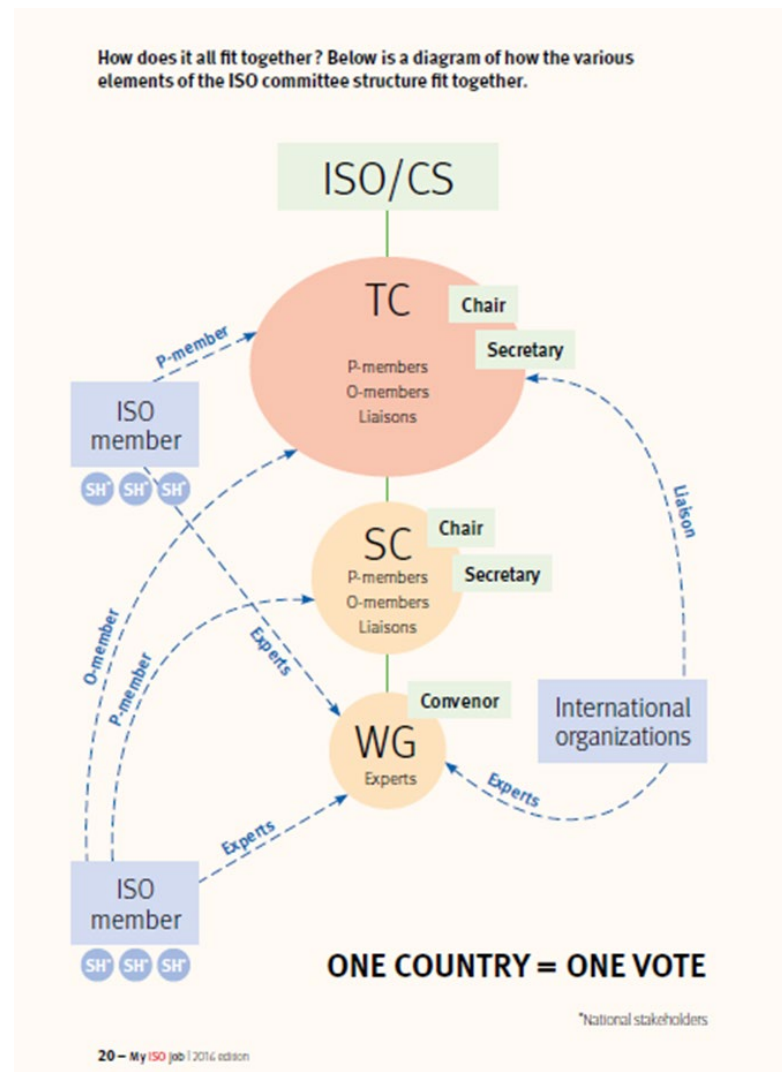 How does it all fit together? Below is a diagram of how the various
elements of the ISO committee structure fit together.
ISO/CS
TC
Chair
Secretary
P-members
O-members
Liaisons
P-member
ISO
member
SH* SH* SH*
Liaison
SC
Chair
Secretary
P-members
O-members
Liaisons
O-member
P-member
Experts
Convenor
WG
Experts
International
organizations
Experts
Experts
ISO
member
SH* SH* SH*
ONE COUNTRY = ONE VOTE
*National stakeholders
20 – My ISO job | 2016 edition